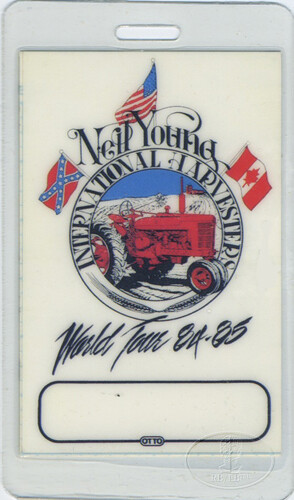 Neil Young
INTERNATIONAL HARVESTERS
World Tour 84-85
OTTO